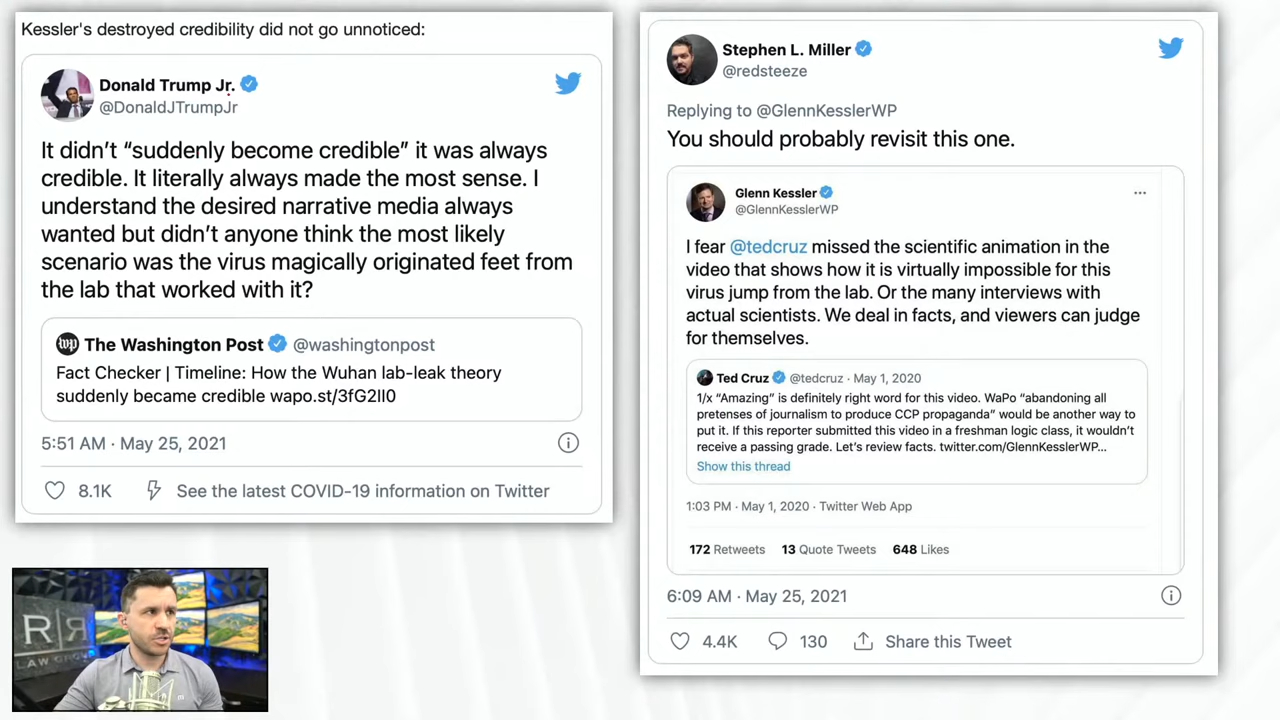 Kessler's destroyed credibility did not go unnoticed:
Donald Trump Jr.
@DonaldJTrumpJr
It didn’t “suddenly become credible” it was always
credible. It literally always made the most sense. I
understand the desired narrative media always
wanted but didn’t anyone think the most likely
scenario was the virus magically originated feet from
the lab that worked with it?
wp The Washington Post @washingtonpost
Fact Checker | Timeline: How the Wuhan lab-leak theory
suddenly became credible wapo.st/3fG2lI0
5:51 AM · May 25, 2021
8.1K See the latest COVID-19 information on Twitter
Stephen L. Miller
@redsteeze
Replying to @GlennKesslerWP
You should probably revisit this one.
Glenn Kessler
@GlennKesslerWP
I fear @tedcruz missed the scientific animation in the
video that shows how it is virtually impossible for this
virus jump from the lab. Or the many interviews with
actual scientists. We deal in facts, and viewers can judge
for themselves.
Ted Cruz @tedcruz · May 1, 2020
1/x “Amazing” is definitely right word for this video. WaPo “abandoning all
pretenses of journalism to produce CCP propaganda” would be another way to
put it. If this reporter submitted this video in a freshman logic class, it wouldn’t
receive a passing grade. Let’s review facts. twitter.com/GlennKesslerWP...
Show this thread
1:03 PM · May 1, 2020 · Twitter Web App
172 Retweets 13 Quote Tweets 648 Likes
6:09 AM · May 25, 2021
4.4K 130 Share this Tweet
R|R
LAW GROUP